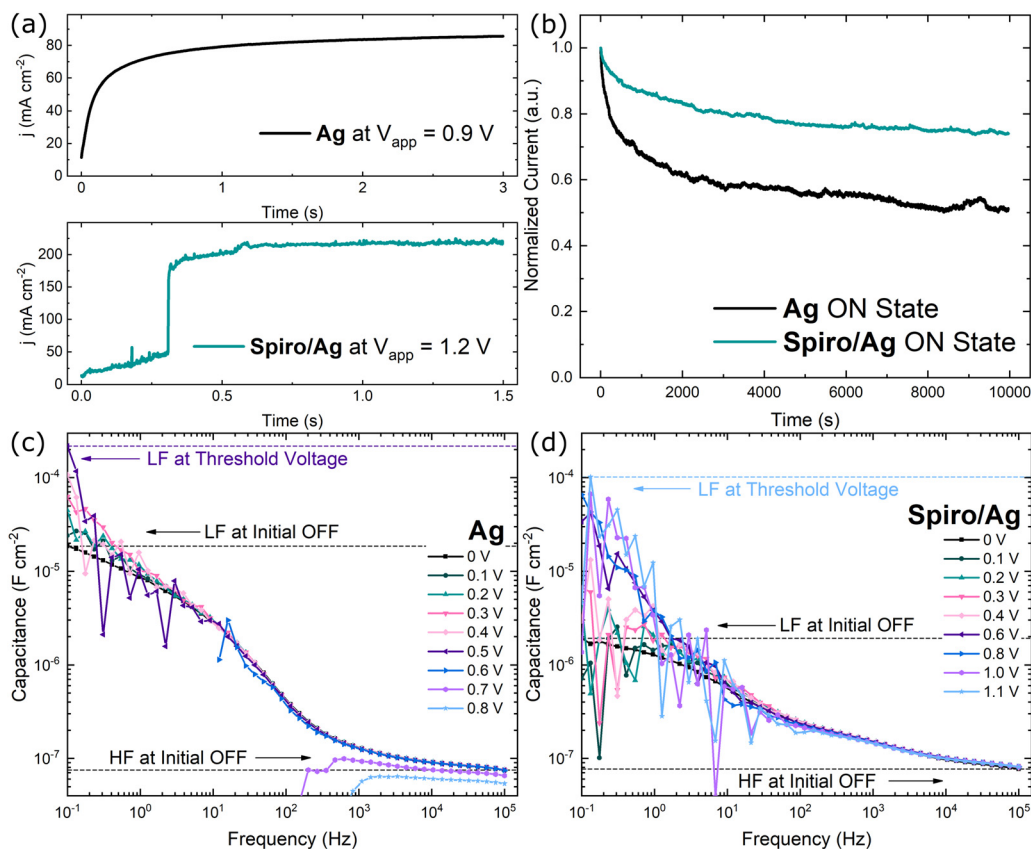 (a)
100
80
60
40
20
0
j (mA cm⁻²)
Ag at Vapp = 0.9 V
0 1 2 3
Time (s)
200
150
100
50
0
j (mA cm⁻²)
Spiro/Ag at Vapp = 1.2 V
0.0 0.5 1.0 1.5
Time (s)
(b)
1.0
0.8
0.6
0.4
0.2
0.0
Normalized Current (a.u.)
Ag ON State
Spiro/Ag ON State
0 2000 4000 6000 8000 10000
Time (s)
(c)
10⁻⁴
10⁻⁵
10⁻⁶
10⁻⁷
Capacitance (F cm⁻²)
LF at Threshold Voltage
LF at Initial OFF
Ag
0 V
0.1 V
0.2 V
0.3 V
0.4 V
0.5 V
0.6 V
0.7 V
0.8 V
HF at Initial OFF
10⁻¹ 10⁰ 10¹ 10² 10³ 10⁴ 10⁵
Frequency (Hz)
(d)
10⁻⁴
10⁻⁵
10⁻⁶
10⁻⁷
Capacitance (F cm⁻²)
LF at Threshold Voltage
Spiro/Ag
0 V
0.1 V
0.2 V
0.3 V
0.4 V
0.6 V
0.8 V
1.0 V
1.1 V
LF at Initial OFF
HF at Initial OFF
10⁻¹ 10⁰ 10¹ 10² 10³ 10⁴ 10⁵
Frequency (Hz)